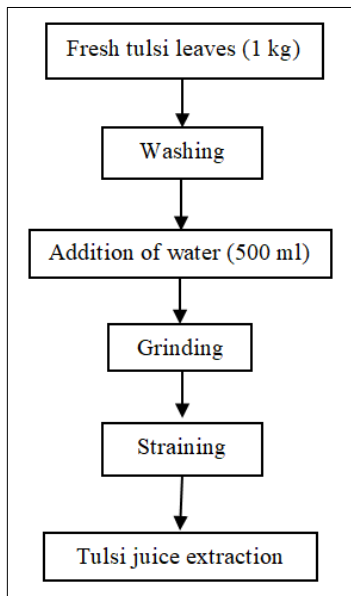 Fresh tulsi leaves (1 kg)
Washing
Addition of water (500 ml)
Grinding
Straining
Tulsi juice extraction